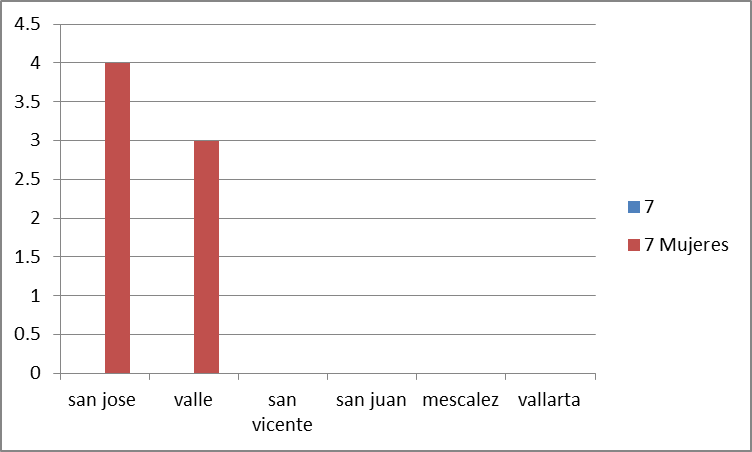 4.5
4
3.5
3
2.5
2
1.5
1
0.5
0
san jose
valle
san
vicente
san juan
mescalez
vallarta
7
7 Mujeres